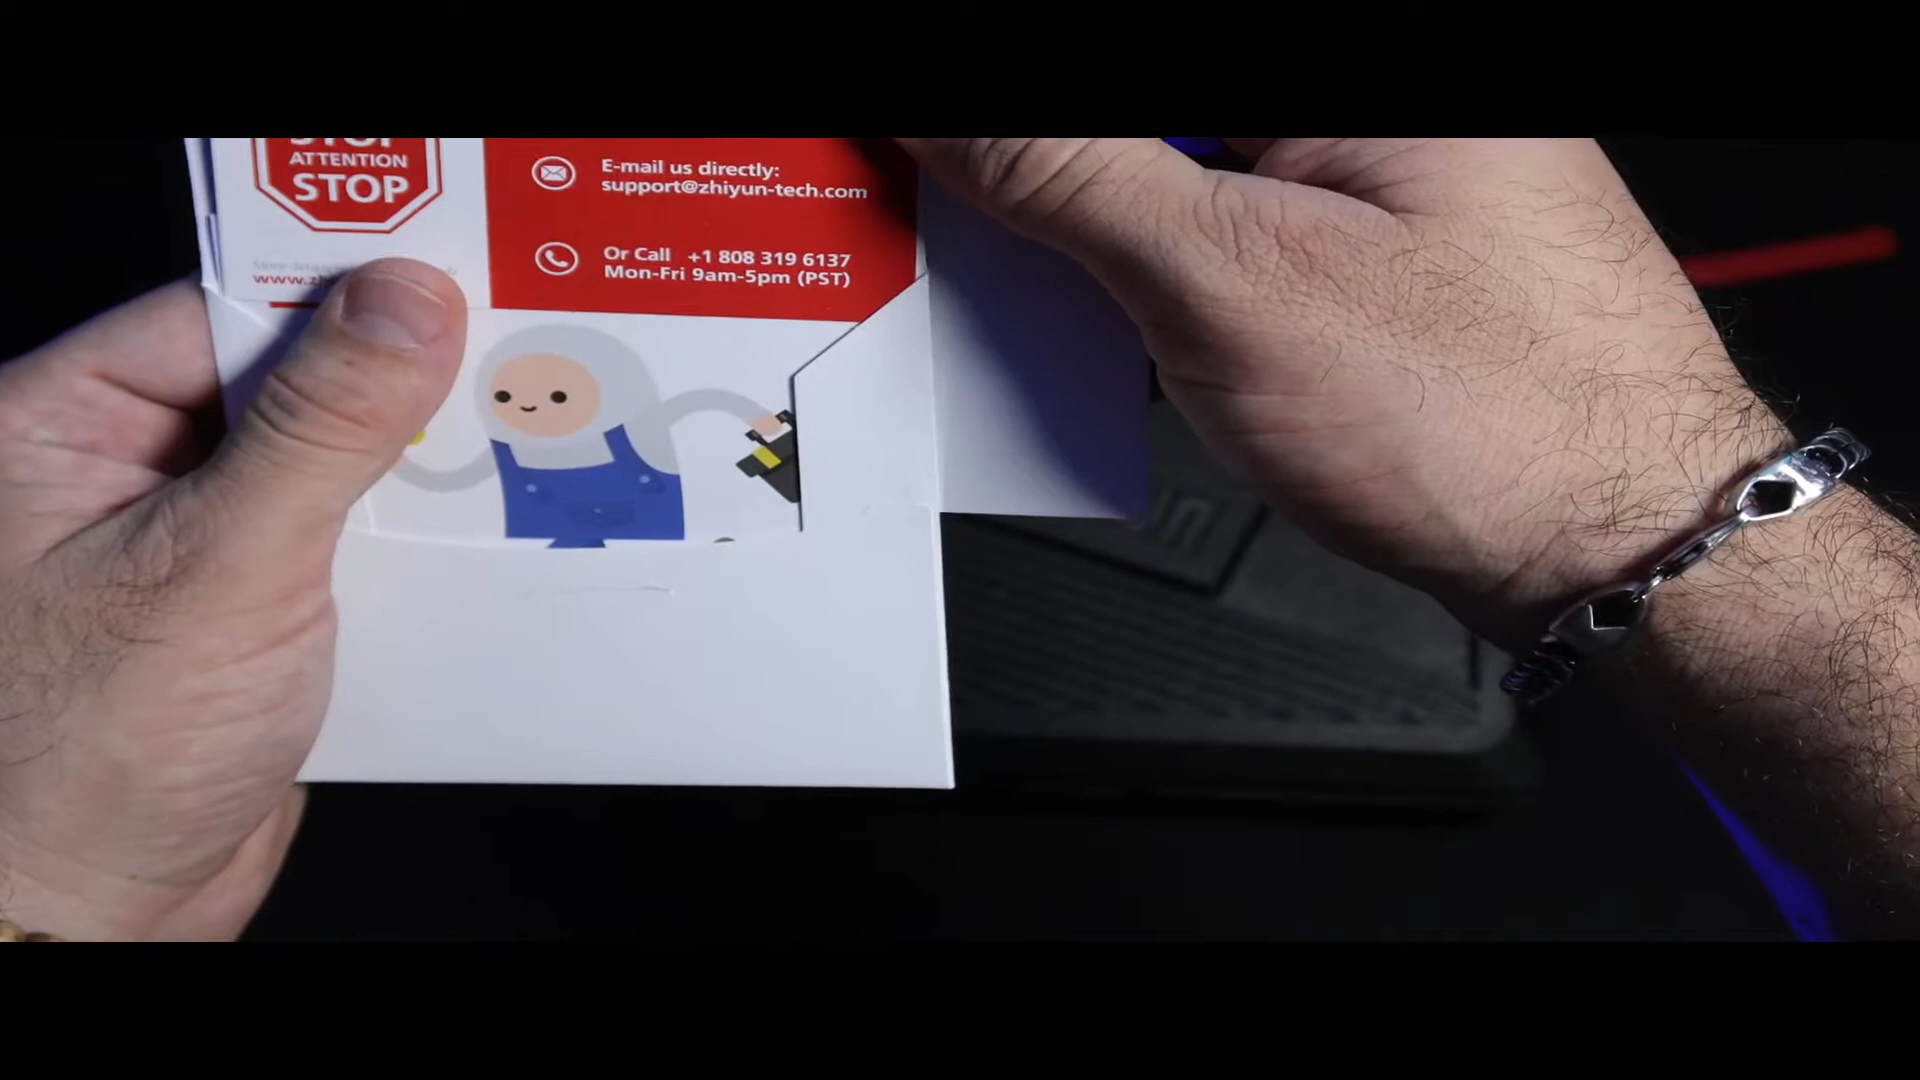 STOP
ATTENTION
STOP
E-mail us directly:
support@zhiyun-tech.com
Or Call +1 808 319 6137
Mon-Fri 9am-5pm (PST)